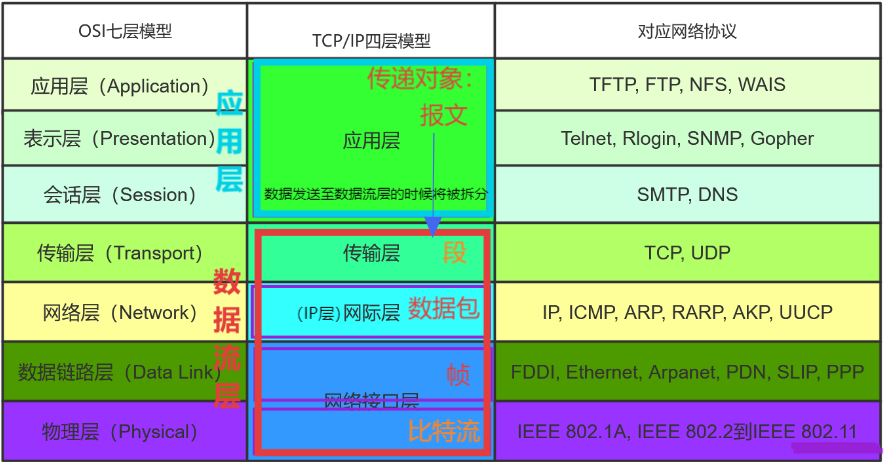 OSI七层模型
TCP/IP四层模型
对应网络协议
应用层（Application）
传递对象：
报文
TFTP, FTP, NFS, WAIS
应用层
表示层（Presentation）
应用层
Telnet, Rlogin, SNMP, Gopher
会话层（Session）
数据发送至数据流层的时候将被拆分
SMTP, DNS
传输层（Transport）
传输层
段
TCP, UDP
数据流层
网络层（Network）
（IP层）网际层
数据包
IP, ICMP, ARP, RARP, AKP, UUCP
数据链路层（Data Link）
帧
FDDI, Ethernet, Arpanet, PDN, SLIP, PPP
网络接口层
物理层（Physical）
比特流
IEEE 802.1A, IEEE 802.2到IEEE 802.11